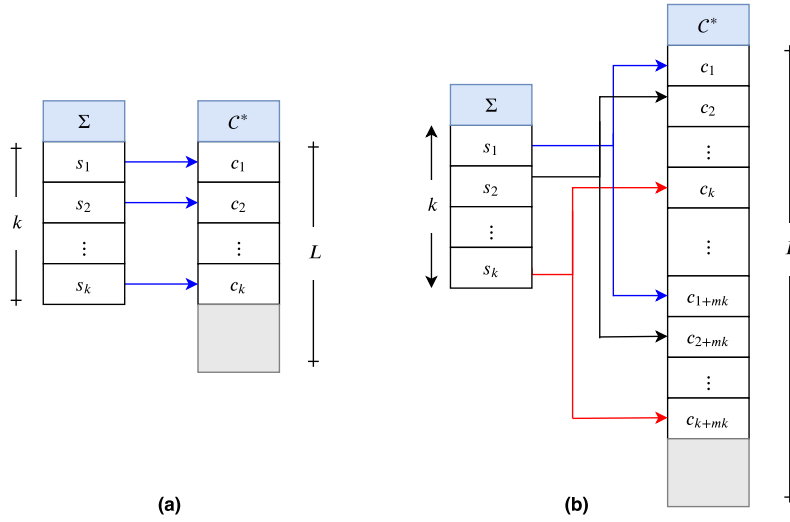 Σ
s₁
s₂
⋮
sₖ
k
𝒞*
c₁
c₂
⋮
cₖ
L
(a)
Σ
s₁
s₂
⋮
sₖ
k
𝒞*
c₁
c₂
⋮
cₖ
⋮
c₁₊ₘₖ
c₂₊ₘₖ
⋮
cₖ₊ₘₖ
(b)